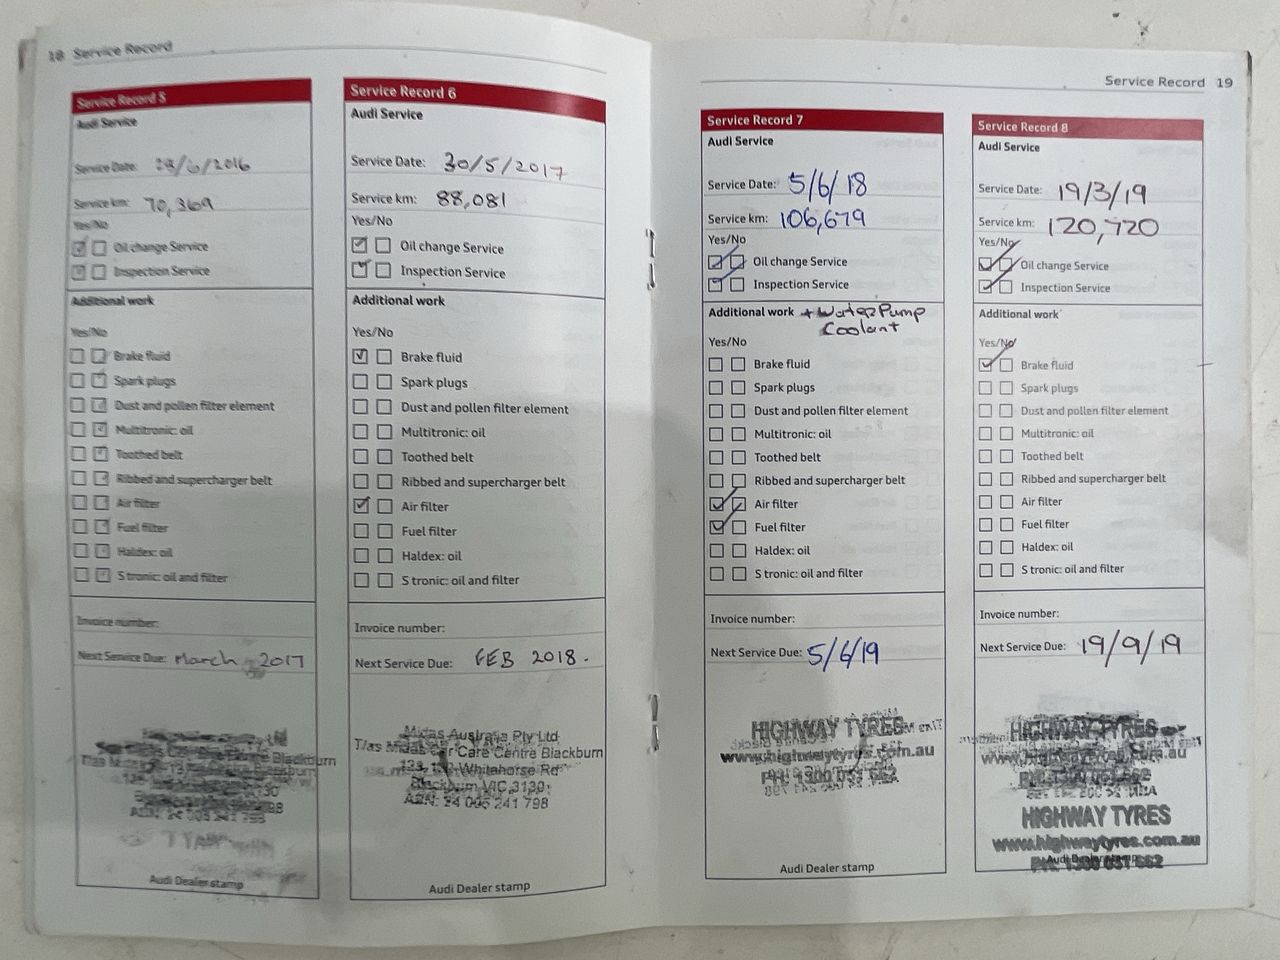 18 Service Record
Service Record 5
Audi Service
Service Date: /6/2016
Service km: 70,369
Yes/No
Oil change Service
Inspection Service
Additional work
Yes/No
Brake fluid
Spark plugs
Dust and pollen filter element
Multitronic: oil
Toothed belt
Ribbed and supercharger belt
Air filter
Fuel filter
Haldex: oil
S tronic: oil and filter
Invoice number:
Next Service Due: March 2017
Blackburn
Audi Dealer stamp
Service Record 6
Audi Service
Service Date: 30/5/2017
Service km: 88,081
Yes/No
Oil change Service
Inspection Service
Additional work
Yes/No
Brake fluid
Spark plugs
Dust and pollen filter element
Multitronic: oil
Toothed belt
Ribbed and supercharger belt
Air filter
Fuel filter
Haldex: oil
S tronic: oil and filter
Invoice number:
Next Service Due: FEB 2018.
Midas Australia Pty Ltd
T/as Midas Car Care Centre Blackburn
Whitehorse Rd
Blackburn VIC 3130
ABN: 24 005 241 798
Audi Dealer stamp
Service Record 19
Service Record 7
Audi Service
Service Date: 5/6/18
Service km: 106,679
Yes/No
Oil change Service
Inspection Service
Additional work + Water Pump
Coolant
Yes/No
Brake fluid
Spark plugs
Dust and pollen filter element
Multitronic: oil
Toothed belt
Ribbed and supercharger belt
Air filter
Fuel filter
Haldex: oil
S tronic: oil and filter
Invoice number:
Next Service Due: 5/6/19
HIGHWAY TYRES
www.highwaytyres.com.au
Audi Dealer stamp
Service Record 8
Audi Service
Service Date: 19/3/19
Service km: 120,720
Yes/No
Oil change Service
Inspection Service
Additional work
Yes/No
Brake fluid
Spark plugs
Dust and pollen filter element
Multitronic: oil
Toothed belt
Ribbed and supercharger belt
Air filter
Fuel filter
Haldex: oil
S tronic: oil and filter
Invoice number:
Next Service Due: 19/9/19
HIGHWAY TYRES
HIGHWAY TYRES
www.highwaytyres.com.au
Audi Dealer stamp